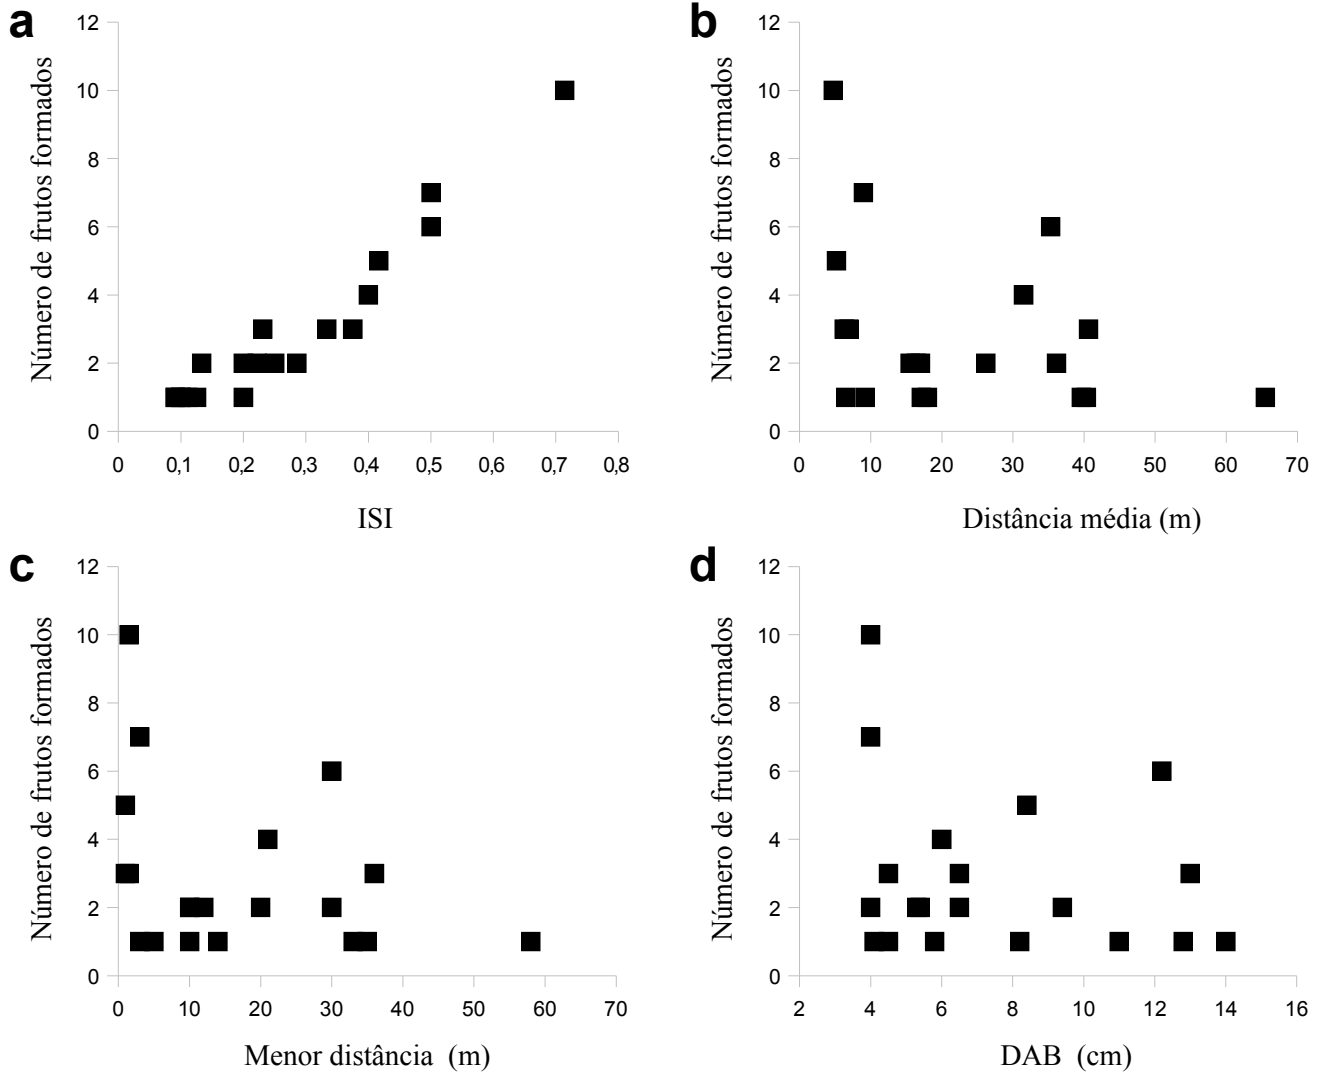 a
12
10
8
6
4
2
0
Número de frutos formados
0 0,1 0,2 0,3 0,4 0,5 0,6 0,7 0,8
ISI
b
12
10
8
6
4
2
0
Número de frutos formados
0 10 20 30 40 50 60 70
Distância média (m)
c
12
10
8
6
4
2
0
Número de frutos formados
0 10 20 30 40 50 60 70
Menor distância (m)
d
12
10
8
6
4
2
0
Número de frutos formados
2 4 6 8 10 12 14 16
DAB (cm)